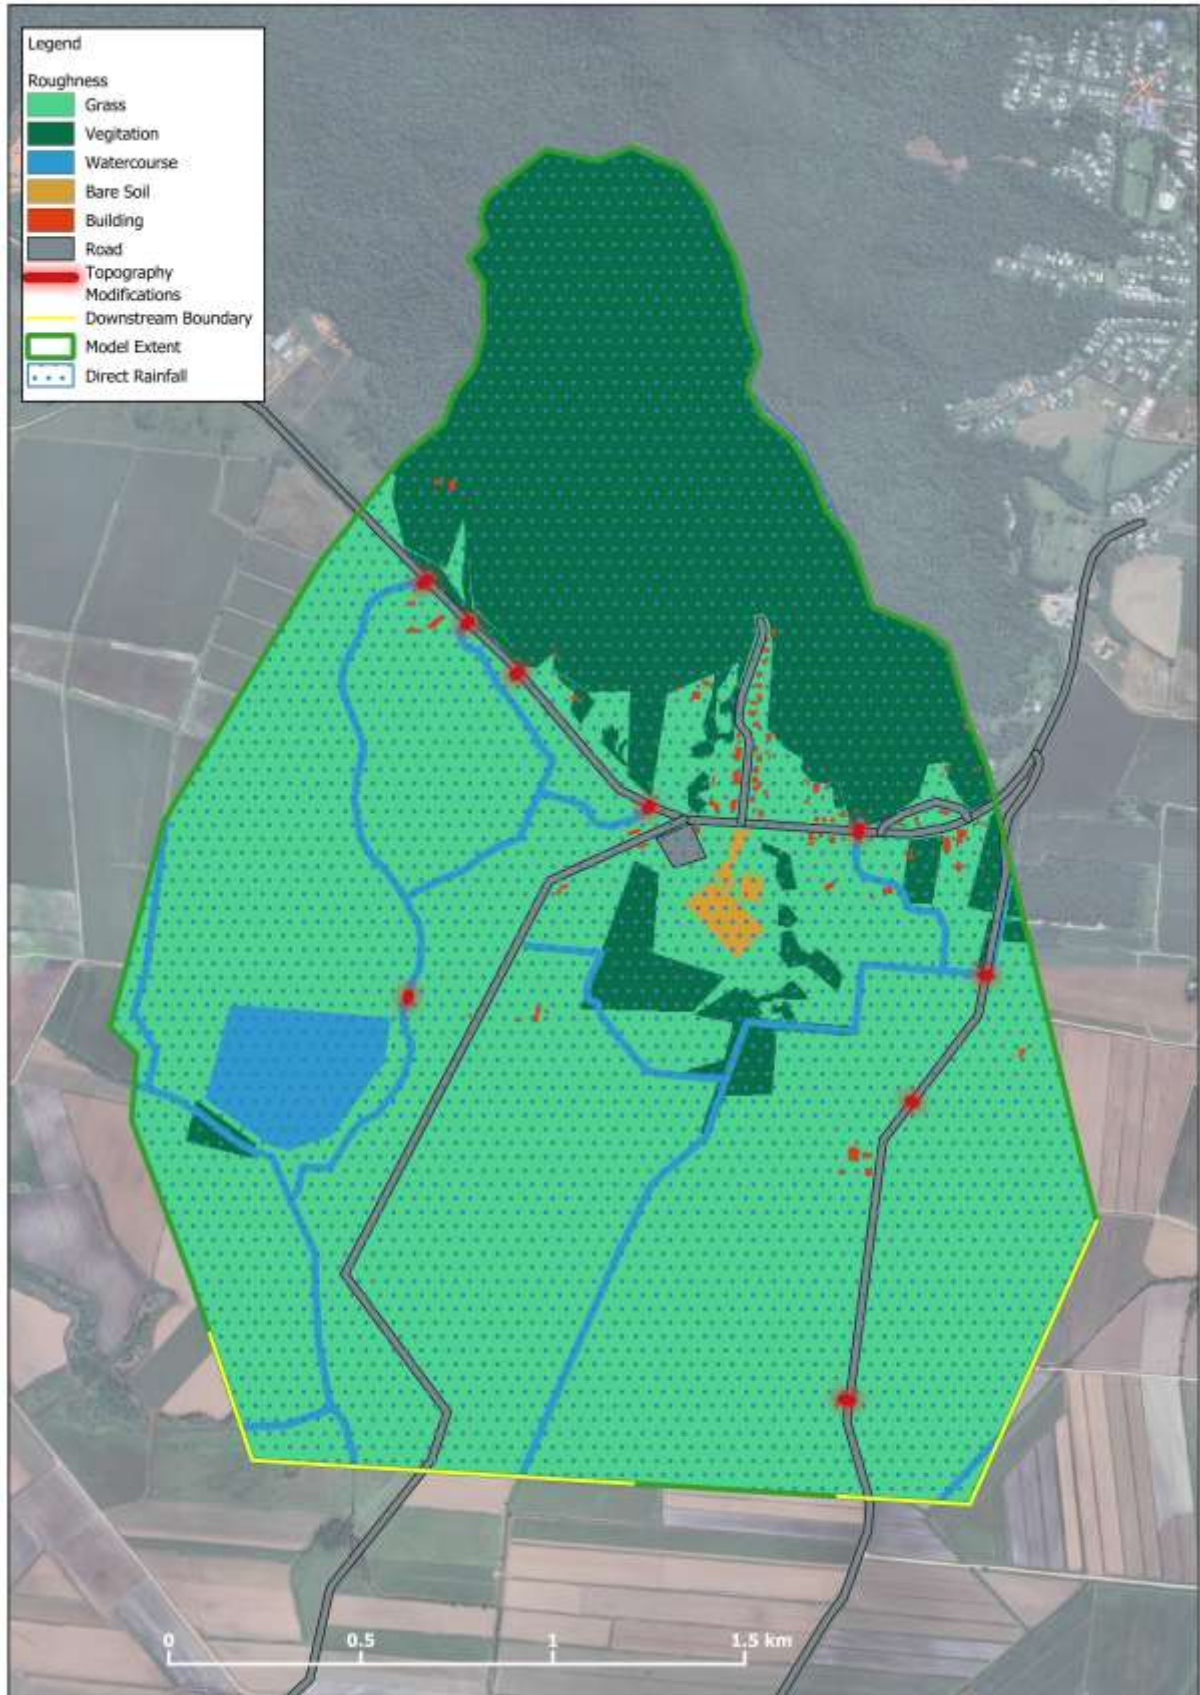 Legend
Roughness
Grass
Vegitation
Watercourse
Bare Soil
Building
Road
Topography
Modifications
Downstream Boundary
Model Extent
Direct Rainfall
0 0.5 1 1.5 km